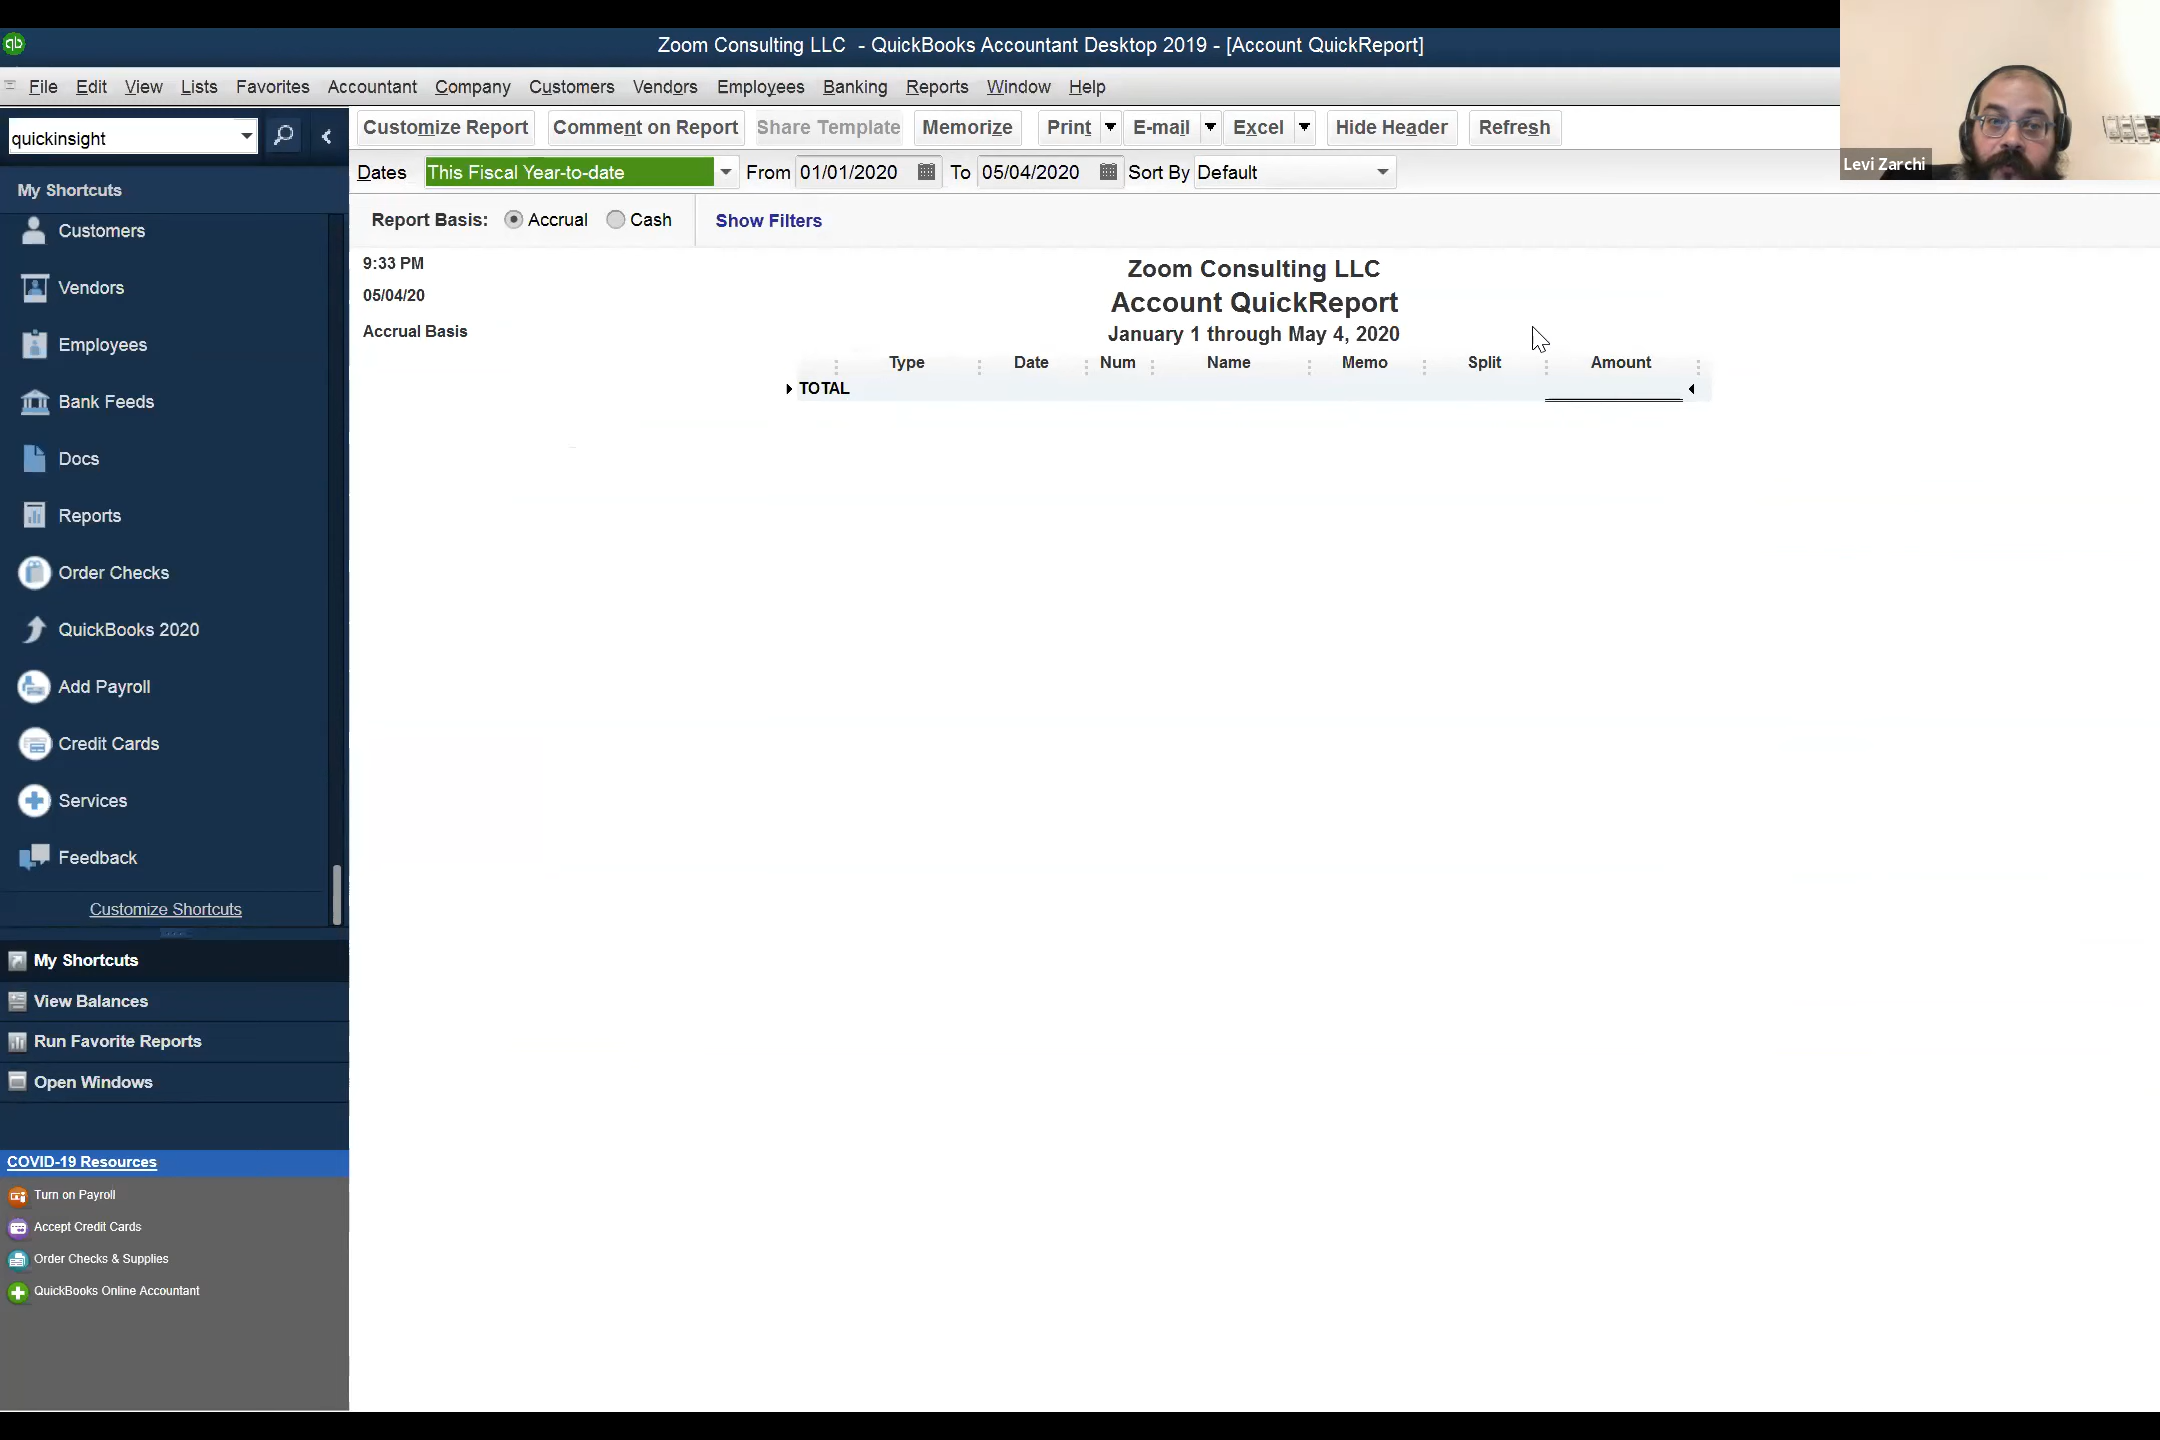 qb
Zoom Consulting LLC - QuickBooks Accountant Desktop 2019 - [Account QuickReport]
File Edit View Lists Favorites Accountant Company Customers Vendors Employees Banking Reports Window Help
Levi Zarchi
quickinsight
Customize Report Comment on Report Share Template Memorize Print E-mail Excel Hide Header Refresh
Dates This Fiscal Year-to-date From 01/01/2020 To 05/04/2020 Sort By Default
Report Basis: Accrual Cash Show Filters
9:33 PM
05/04/20
Accrual Basis
Zoom Consulting LLC
Account QuickReport
January 1 through May 4, 2020
Type Date Num Name Memo Split Amount
TOTAL
My Shortcuts
Customers
Vendors
Employees
Bank Feeds
Docs
Reports
Order Checks
QuickBooks 2020
Add Payroll
Credit Cards
Services
Feedback
Customize Shortcuts
My Shortcuts
View Balances
Run Favorite Reports
Open Windows
COVID-19 Resources
Turn on Payroll
Accept Credit Cards
Order Checks & Supplies
QuickBooks Online Accountant